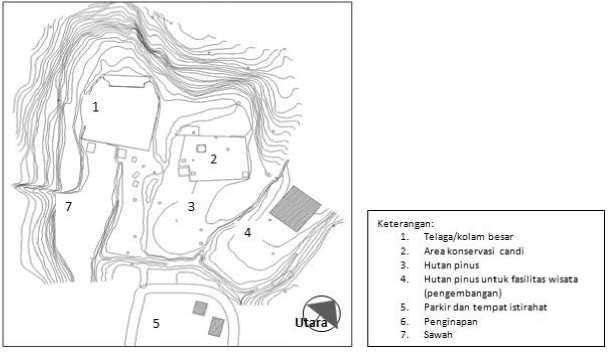 1
2
7
3
4
5
Utara
Keterangan:
1. Telaga/kolam besar
2. Area konservasi candi
3. Hutan pinus
4. Hutan pinus untuk fasilitas wisata
(pengembangan)
5. Parkir dan tempat istirahat
6. Penginapan
7. Sawah